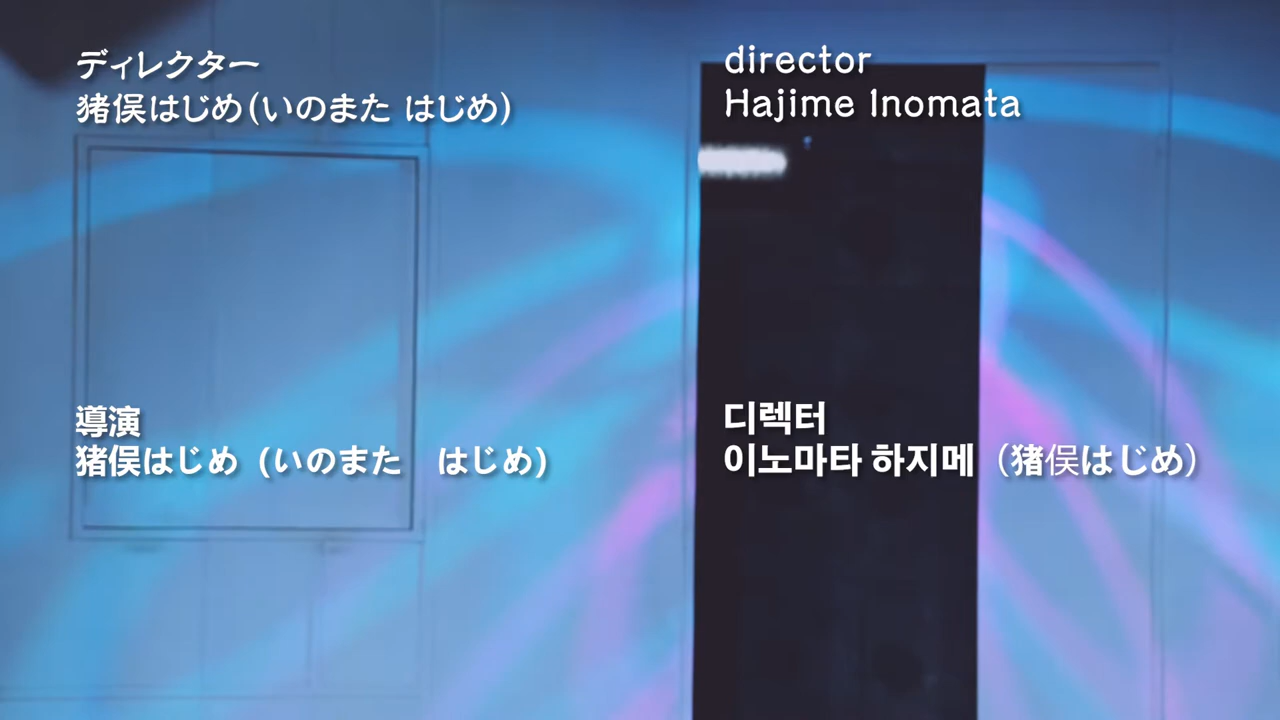 ディレクター
猪俣はじめ(いのまた はじめ)
director
Hajime Inomata
導演
猪俣はじめ (いのまた　はじめ)
디렉터
이노마타 하지메（猪俣はじめ）